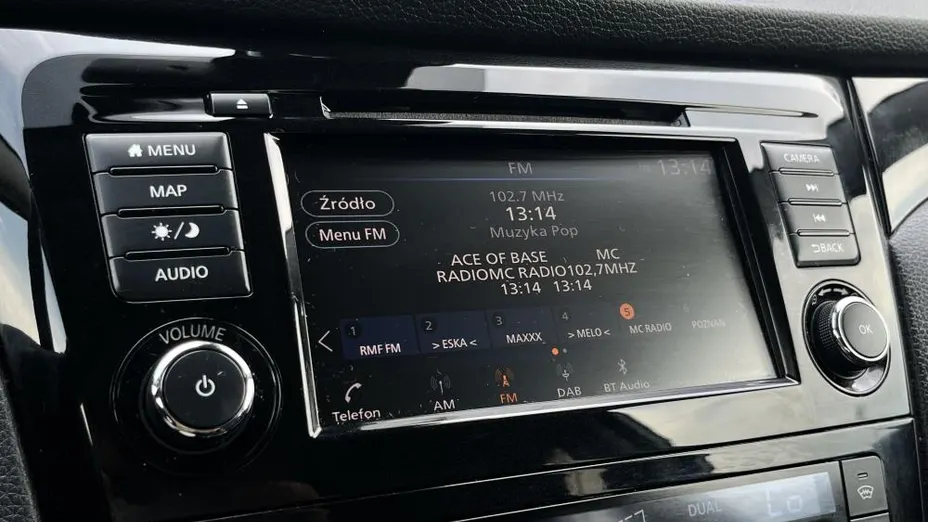 MENU
MAP
AUDIO
VOLUME
FM
13:14
Źródło
102.7 MHz
13:14
Menu FM
Muzyka Pop
ACE OF BASE MC
RADIOMC RADIO102,7MHZ
13:14 13:14
1 RMF FM
2 > ESKA <
3 MAXXX
4 > MELO <
5 MC RADIO
POZNAŃ
Telefon
AM
FM
DAB
BT Audio
CAMERA
BACK
OK
DUAL
Lo